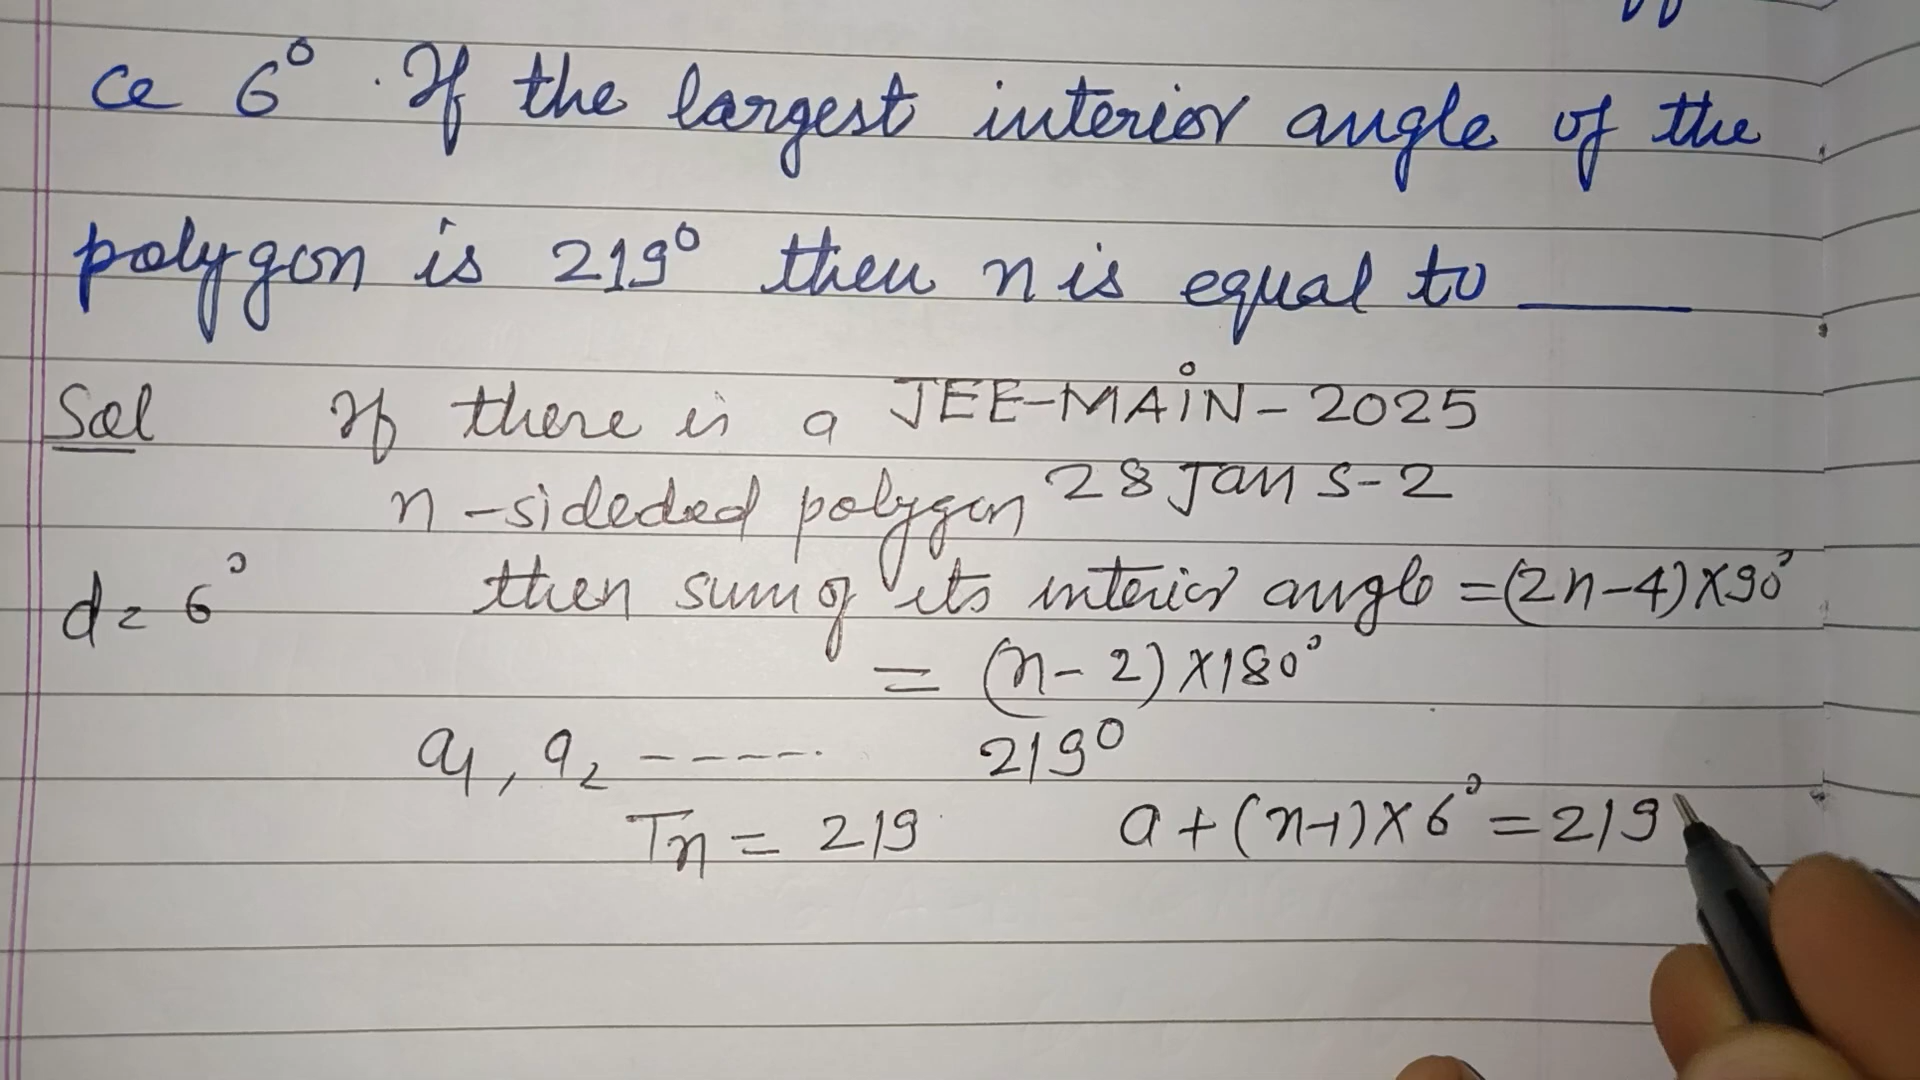 ce 6° . If the largest interior angle of the
polygon is 219° then n is equal to ____
Sol If there is a JEE-MAIN-2025
n-sideded polygon 28 Jan S-2
d = 6° then sum of its interior angle = (2n-4)×90°
= (n-2)×180°
a₁, a₂ ----- 219°
Tn = 219 a+(n-1)×6° = 219